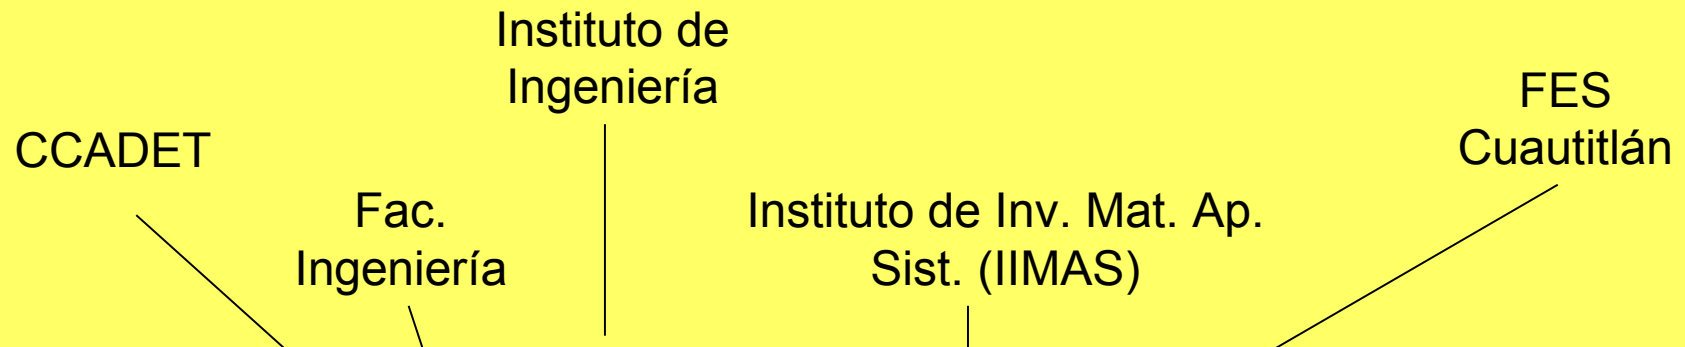 Instituto de
Ingeniería
FES
Cuautitlán
CCADET
Fac.
Ingeniería
Instituto de Inv. Mat. Ap.
Sist. (IIMAS)